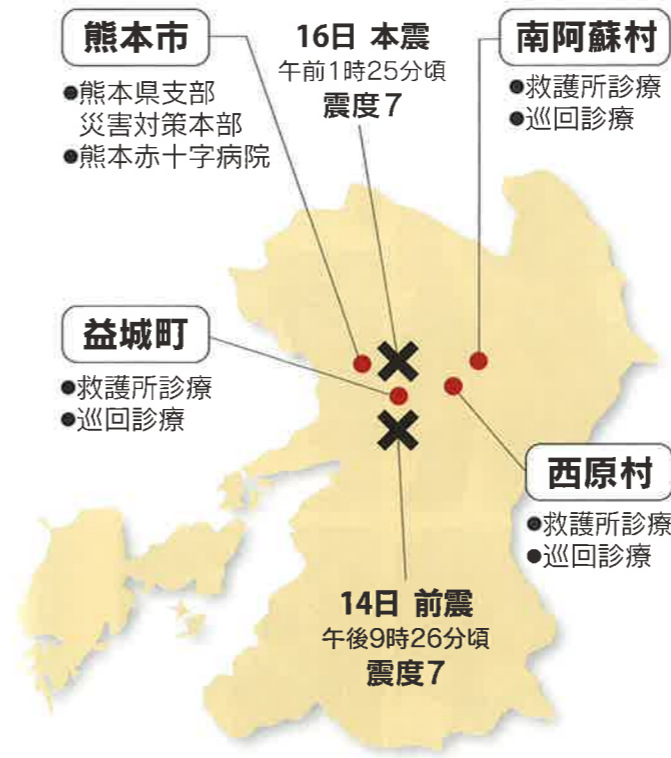 熊本市
●熊本県支部
災害対策本部
●熊本赤十字病院
16日 本震
午前1時25分頃
震度7
南阿蘇村
●救護所診療
●巡回診療
益城町
●救護所診療
●巡回診療
西原村
●救護所診療
●巡回診療
14日 前震
午後9時26分頃
震度7